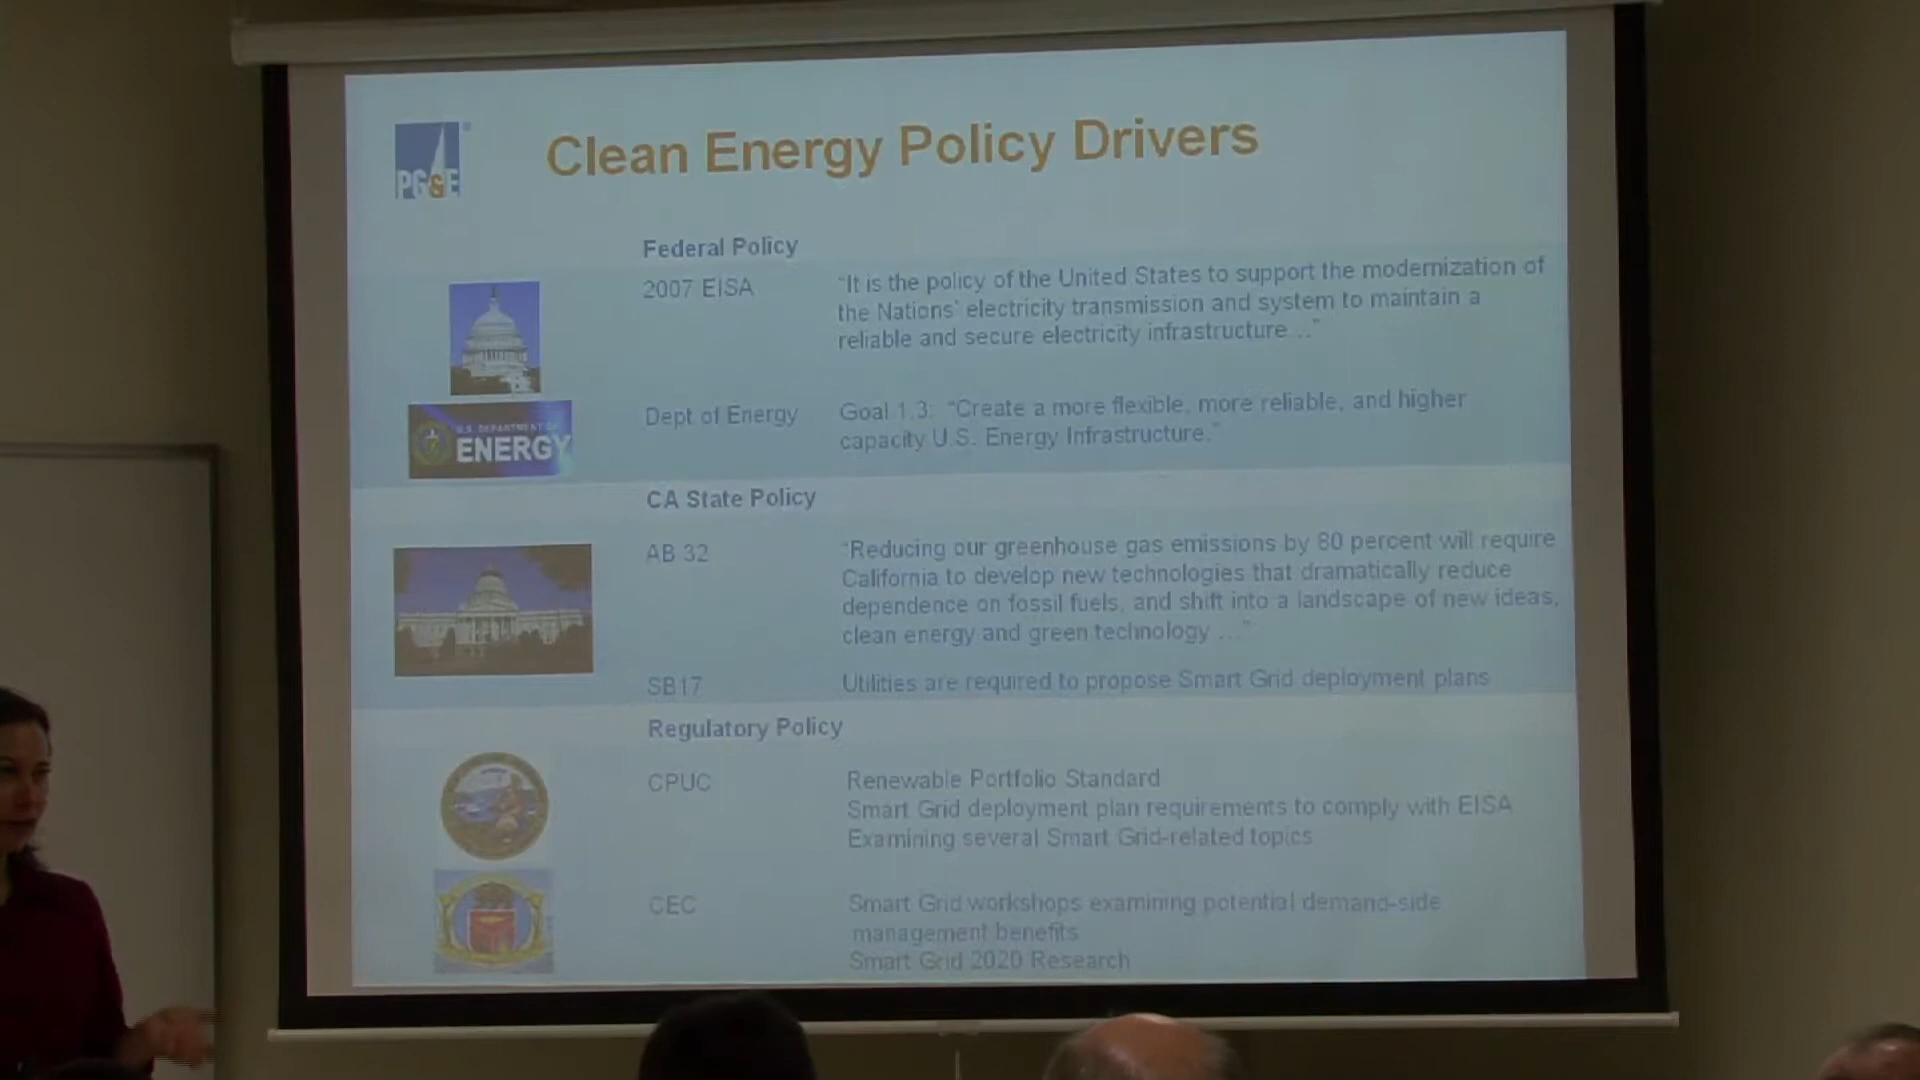 PG&E
Clean Energy Policy Drivers
Federal Policy
2007 EISA
"It is the policy of the United States to support the modernization of
the Nations' electricity transmission and system to maintain a
reliable and secure electricity infrastructure ..."
U.S. DEPARTMENT OF
ENERGY
Dept of Energy
Goal 1.3: "Create a more flexible, more reliable, and higher
capacity U.S. Energy Infrastructure."
CA State Policy
AB 32
"Reducing our greenhouse gas emissions by 80 percent will require
California to develop new technologies that dramatically reduce
dependence on fossil fuels, and shift into a landscape of new ideas,
clean energy and green technology ..."
SB17
Utilities are required to propose Smart Grid deployment plans
Regulatory Policy
CPUC
Renewable Portfolio Standard
Smart Grid deployment plan requirements to comply with EISA
Examining several Smart Grid-related topics
CEC
Smart Grid workshops examining potential demand-side
management benefits
Smart Grid 2020 Research